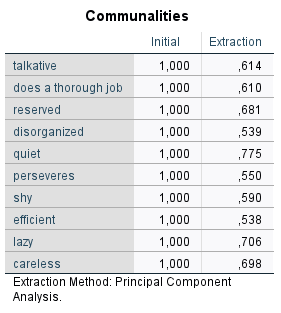 Communalities
Initial Extraction
talkative 1,000 ,614
does a thorough job 1,000 ,610
reserved 1,000 ,681
disorganized 1,000 ,539
quiet 1,000 ,775
perseveres 1,000 ,550
shy 1,000 ,590
efficient 1,000 ,538
lazy 1,000 ,706
careless 1,000 ,698
Extraction Method: Principal Component
Analysis.